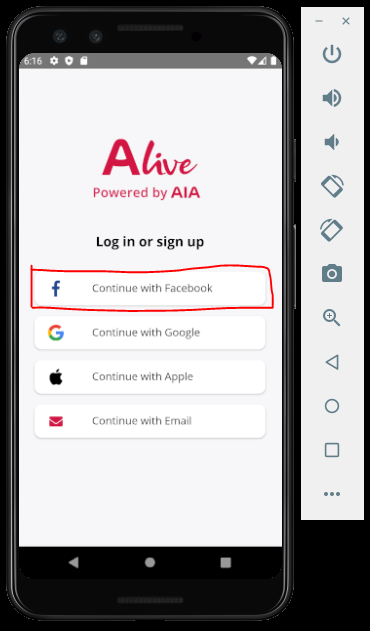 6:16
Alive
Powered by AIA
Log in or sign up
Continue with Facebook
Continue with Google
Continue with Apple
Continue with Email